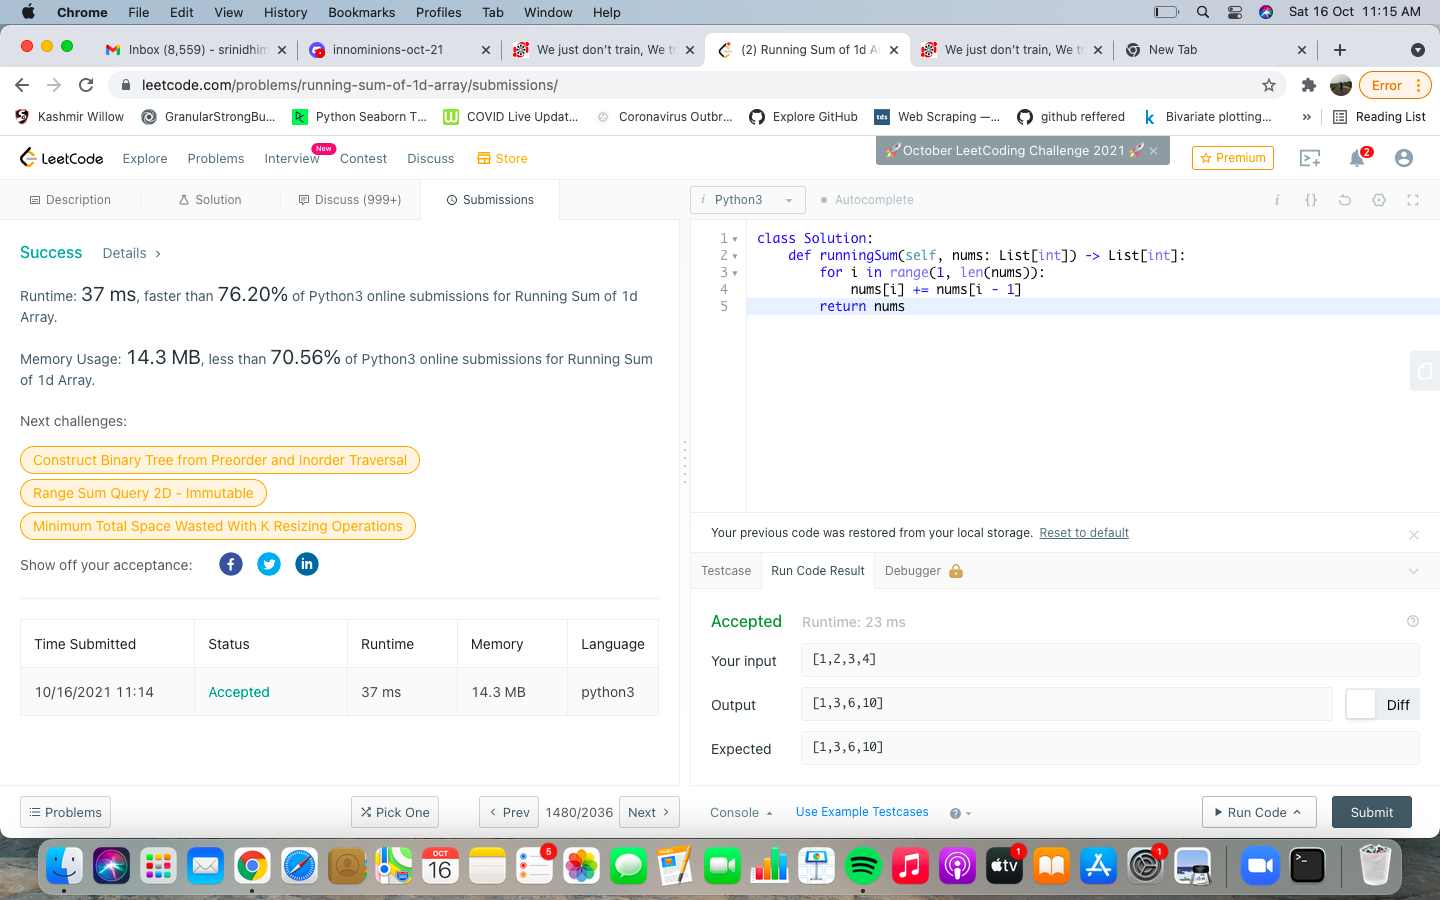 Chrome File Edit View History Bookmarks Profiles Tab Window Help Sat 16 Oct 11:15 AM
Inbox (8,559) - srinidhim innominions-oct-21 We just don't train, We tr (2) Running Sum of 1d A We just don't train, We tr New Tab
leetcode.com/problems/running-sum-of-1d-array/submissions/ Error
Kashmir Willow GranularStrongBu... Python Seaborn T... COVID Live Updat... Coronavirus Outbr... Explore GitHub tds Web Scraping —... github reffered Bivariate plotting... » Reading List
LeetCode Explore Problems Interview New Contest Discuss Store October LeetCoding Challenge 2021 Premium 2
Description Solution Discuss (999+) Submissions
Python3 Autocomplete
Success Details
Runtime: 37 ms, faster than 76.20% of Python3 online submissions for Running Sum of 1d
Array.
Memory Usage: 14.3 MB, less than 70.56% of Python3 online submissions for Running Sum
of 1d Array.
Next challenges:
Construct Binary Tree from Preorder and Inorder Traversal
Range Sum Query 2D - Immutable
Minimum Total Space Wasted With K Resizing Operations
Show off your acceptance:
Time Submitted Status Runtime Memory Language
10/16/2021 11:14 Accepted 37 ms 14.3 MB python3
1 class Solution:
2 def runningSum(self, nums: List[int]) -> List[int]:
3 for i in range(1, len(nums)):
4 nums[i] += nums[i - 1]
5 return nums
Your previous code was restored from your local storage. Reset to default
Testcase Run Code Result Debugger
Accepted Runtime: 23 ms
Your input [1,2,3,4]
Output [1,3,6,10] Diff
Expected [1,3,6,10]
Problems Pick One Prev 1480/2036 Next Console Use Example Testcases Run Code Submit
OCT 16 5 tv 1 1